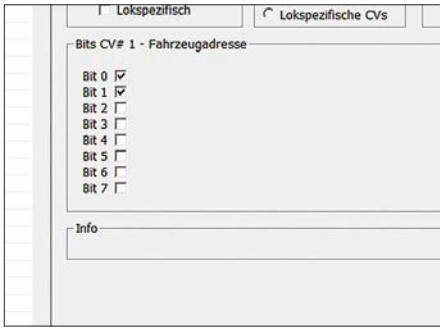 Lokspezifisch
Lokspezifische CVs
Bits CV# 1 - Fahrzeugadresse
Bit 0
Bit 1
Bit 2
Bit 3
Bit 4
Bit 5
Bit 6
Bit 7
Info